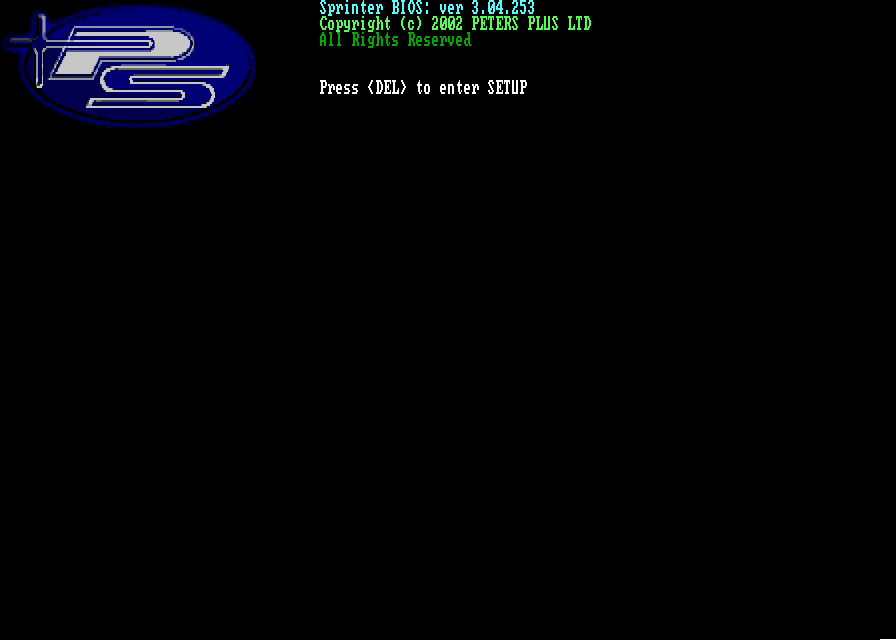 Sprinter BIOS: ver 3.04.253
Copyright (c) 2002 PETERS PLUS LTD
All Rights Reserved
Press <DEL> to enter SETUP